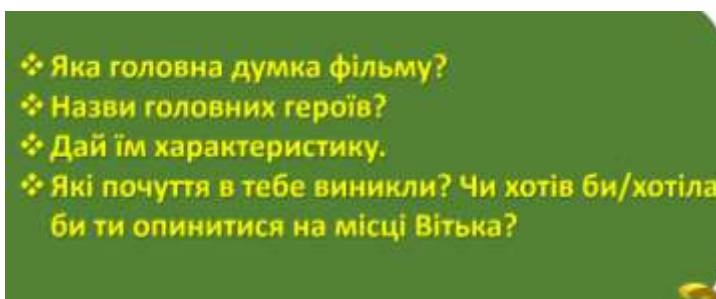 ❖ Яка головна думка фільму?
❖ Назви головних героїв?
❖ Дай їм характеристику.
❖ Які почуття в тебе виникли? Чи хотів би/хотіла
би ти опинитися на місці Вітька?